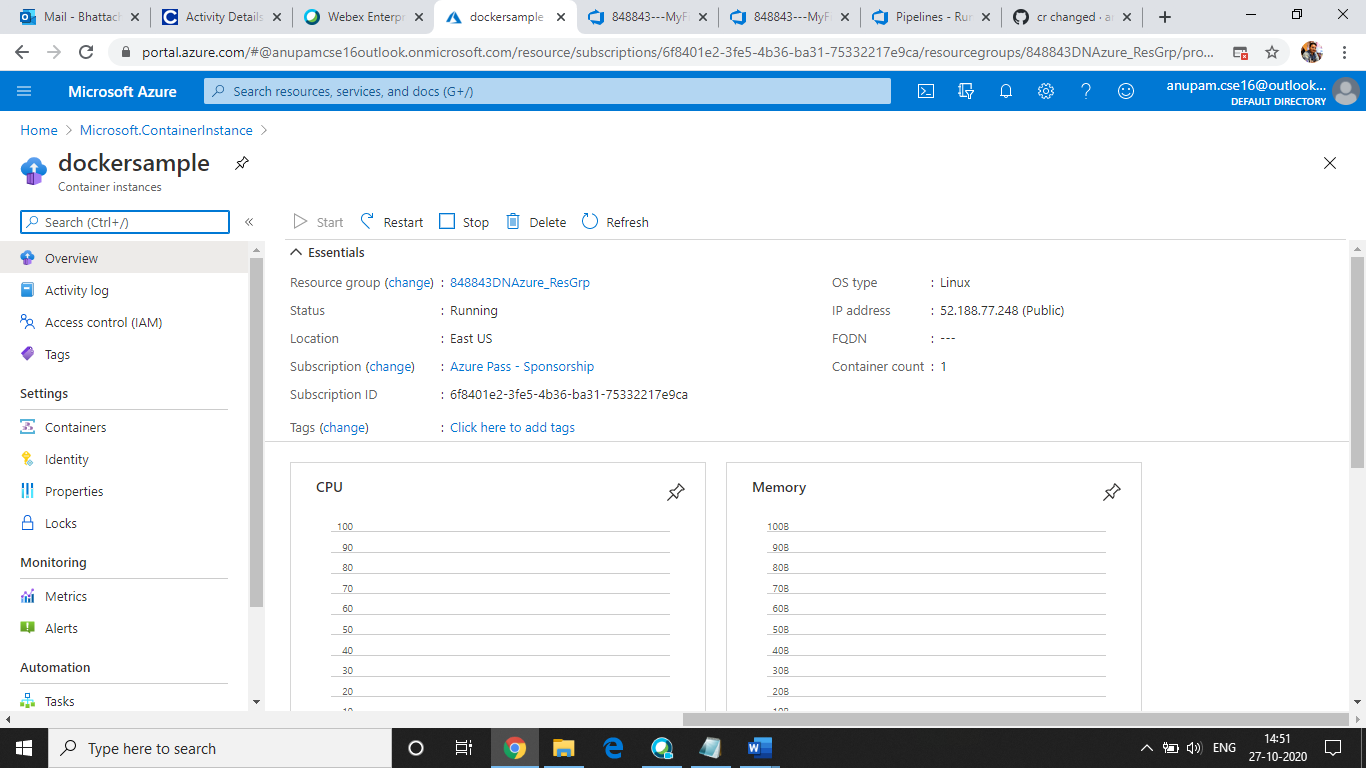 Mail - Bhattach
Activity Details
Webex Enterpr
dockersample
848843---MyF
848843---MyF
Pipelines - Run
cr changed · a
portal.azure.com/#@anupamcse16outlook.onmicrosoft.com/resource/subscriptions/6f8401e2-3fe5-4b36-ba31-75332217e9ca/resourcegroups/848843DNAzure_ResGrp/pro...
Microsoft Azure
Search resources, services, and docs (G+/)
anupam.cse16@outlook...
DEFAULT DIRECTORY
Home > Microsoft.ContainerInstance >
dockersample
Container instances
Search (Ctrl+/)
«
Start
Restart
Stop
Delete
Refresh
Overview
Activity log
Access control (IAM)
Tags
Settings
Containers
Identity
Properties
Locks
Monitoring
Metrics
Alerts
Automation
Tasks
Essentials
Resource group (change) : 848843DNAzure_ResGrp
Status : Running
Location : East US
Subscription (change) : Azure Pass - Sponsorship
Subscription ID : 6f8401e2-3fe5-4b36-ba31-75332217e9ca
Tags (change) : Click here to add tags
OS type : Linux
IP address : 52.188.77.248 (Public)
FQDN : ---
Container count : 1
CPU
100
90
80
70
60
50
40
30
20
10
Memory
100B
90B
80B
70B
60B
50B
40B
30B
20B
10B
Type here to search
ENG
14:51
27-10-2020